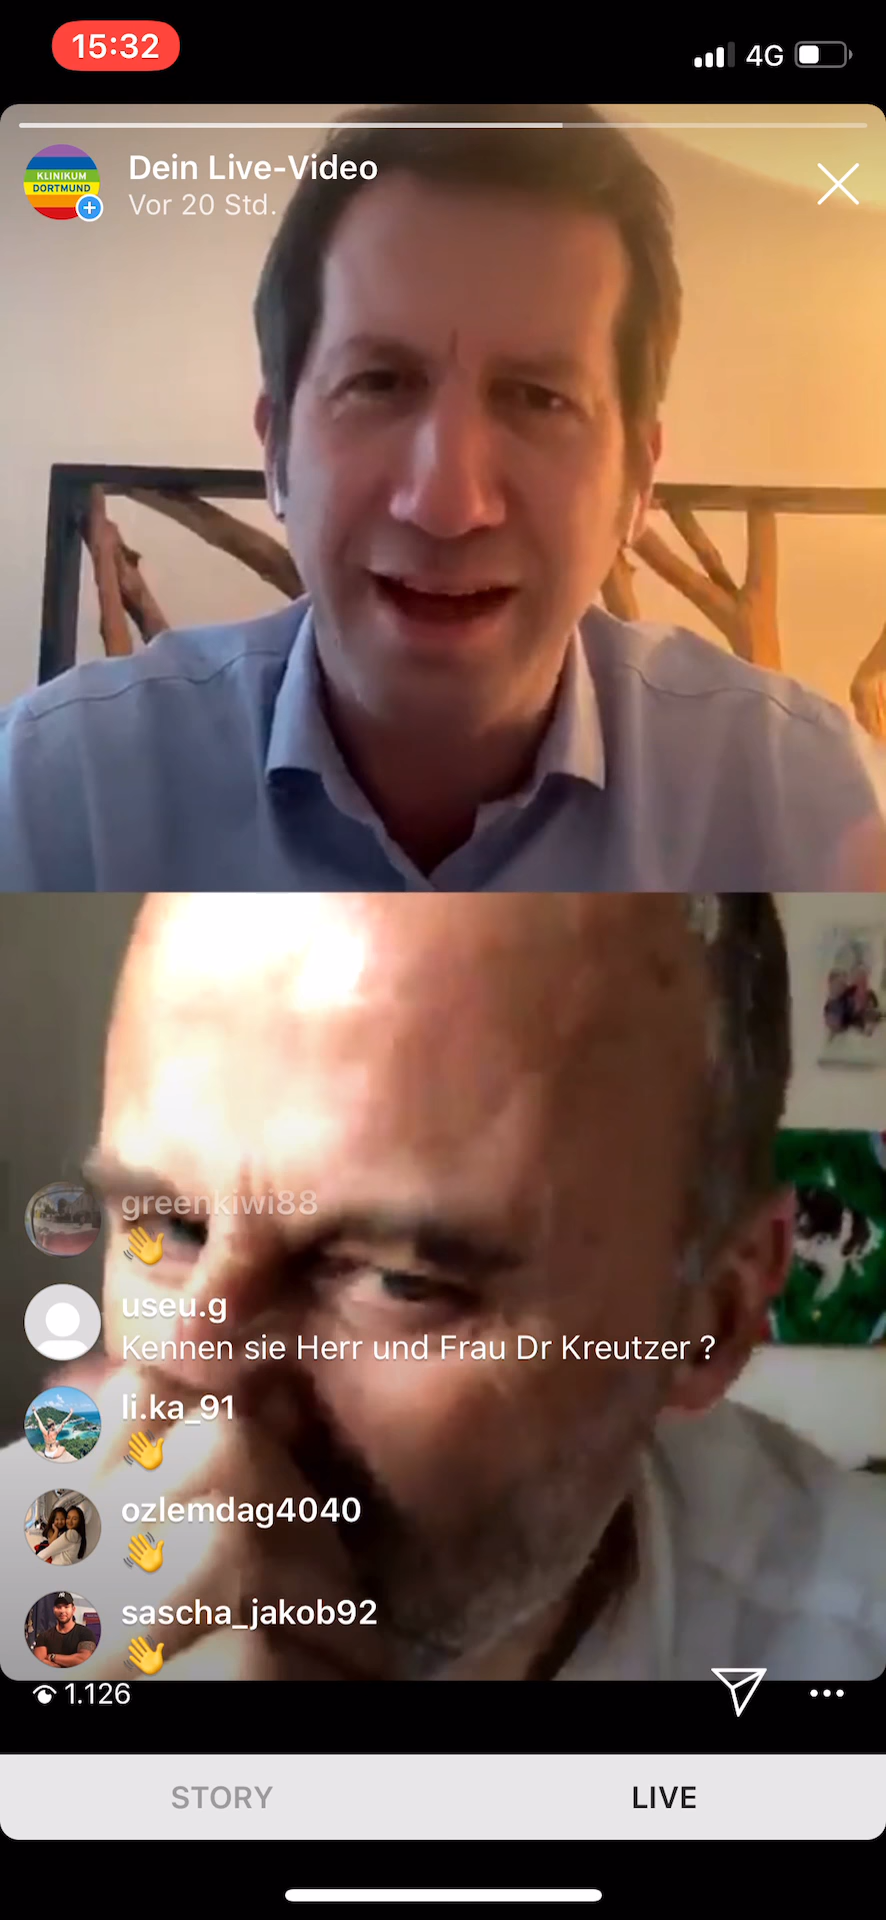 15:32
4G
KLINIKUM
DORTMUND
Dein Live-Video
Vor 20 Std.
greenkiwi88
👋
useu.g
Kennen sie Herr und Frau Dr Kreutzer ?
li.ka_91
👋
ozlemdag4040
👋
sascha_jakob92
👋
1.126
STORY
LIVE